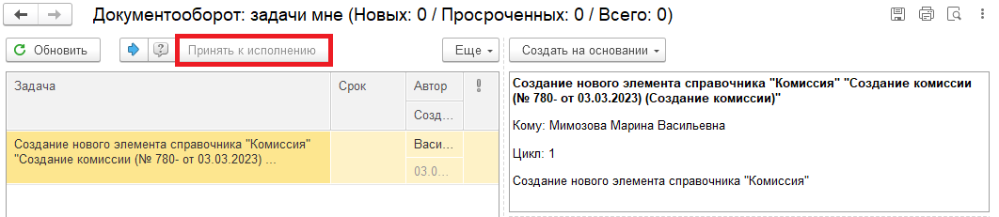 Документооборот: задачи мне (Новых: 0 / Просроченных: 0 / Всего: 0)
Обновить
Принять к исполнению
Еще
Создать на основании
Задача
Срок
Автор
Созд...
Создание нового элемента справочника "Комиссия"
"Создание комиссии (№ 780- от 03.03.2023) ...
Васи...
03.0...
Создание нового элемента справочника "Комиссия" "Создание комиссии
(№ 780- от 03.03.2023) (Создание комиссии)"
Кому: Мимозова Марина Васильевна
Цикл: 1
Создание нового элемента справочника "Комиссия"